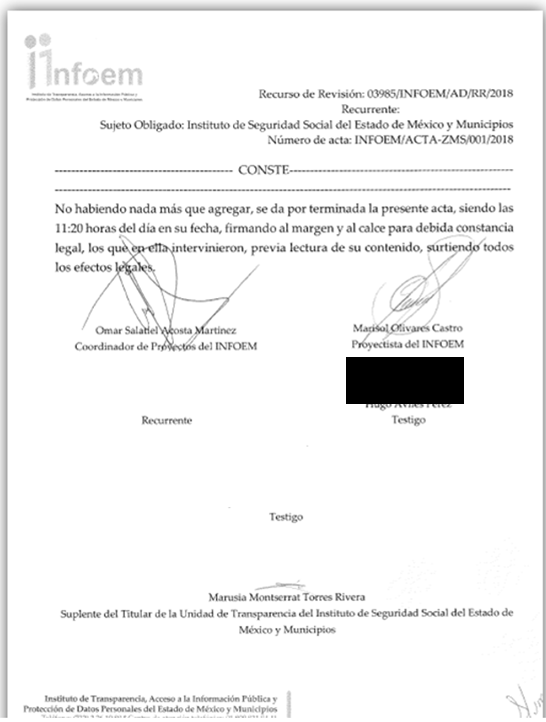 infoem
Instituto de Transparencia, Acceso a la Información Pública y
Protección de Datos Personales del Estado de México y Municipios
Recurso de Revisión: 03985/INFOEM/AD/RR/2018
Recurrente:
Sujeto Obligado: Instituto de Seguridad Social del Estado de México y Municipios
Número de acta: INFOEM/ACTA-ZMS/001/2018
------------------------------------------ CONSTE-----------------------------------------------------
No habiendo nada más que agregar, se da por terminada la presente acta, siendo las
11:20 horas del día en su fecha, firmando al margen y al calce para debida constancia
legal, los que en ella intervinieron, previa lectura de su contenido, surtiendo todos
los efectos legales.
Omar Salatiel Acosta Martínez
Coordinador de Proyectos del INFOEM
Marisol Olivares Castro
Proyectista del INFOEM
Hugo Aviles Pérez
Recurrente
Testigo
Testigo
Marusia Montserrat Torres Rivera
Suplente del Titular de la Unidad de Transparencia del Instituto de Seguridad Social del Estado de
México y Municipios
Instituto de Transparencia, Acceso a la Información Pública y
Protección de Datos Personales del Estado de México y Municipios